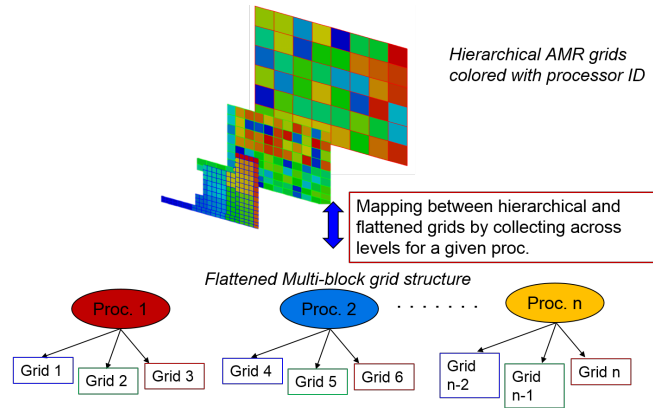 Hierarchical AMR grids
colored with processor ID
Mapping between hierarchical and
flattened grids by collecting across
levels for a given proc.
Flattened Multi-block grid structure
Proc. 1
Proc. 2
. . . . . .
Proc. n
Grid 1
Grid 2
Grid 3
Grid 4
Grid 5
Grid 6
Grid
n-2
Grid
n-1
Grid n